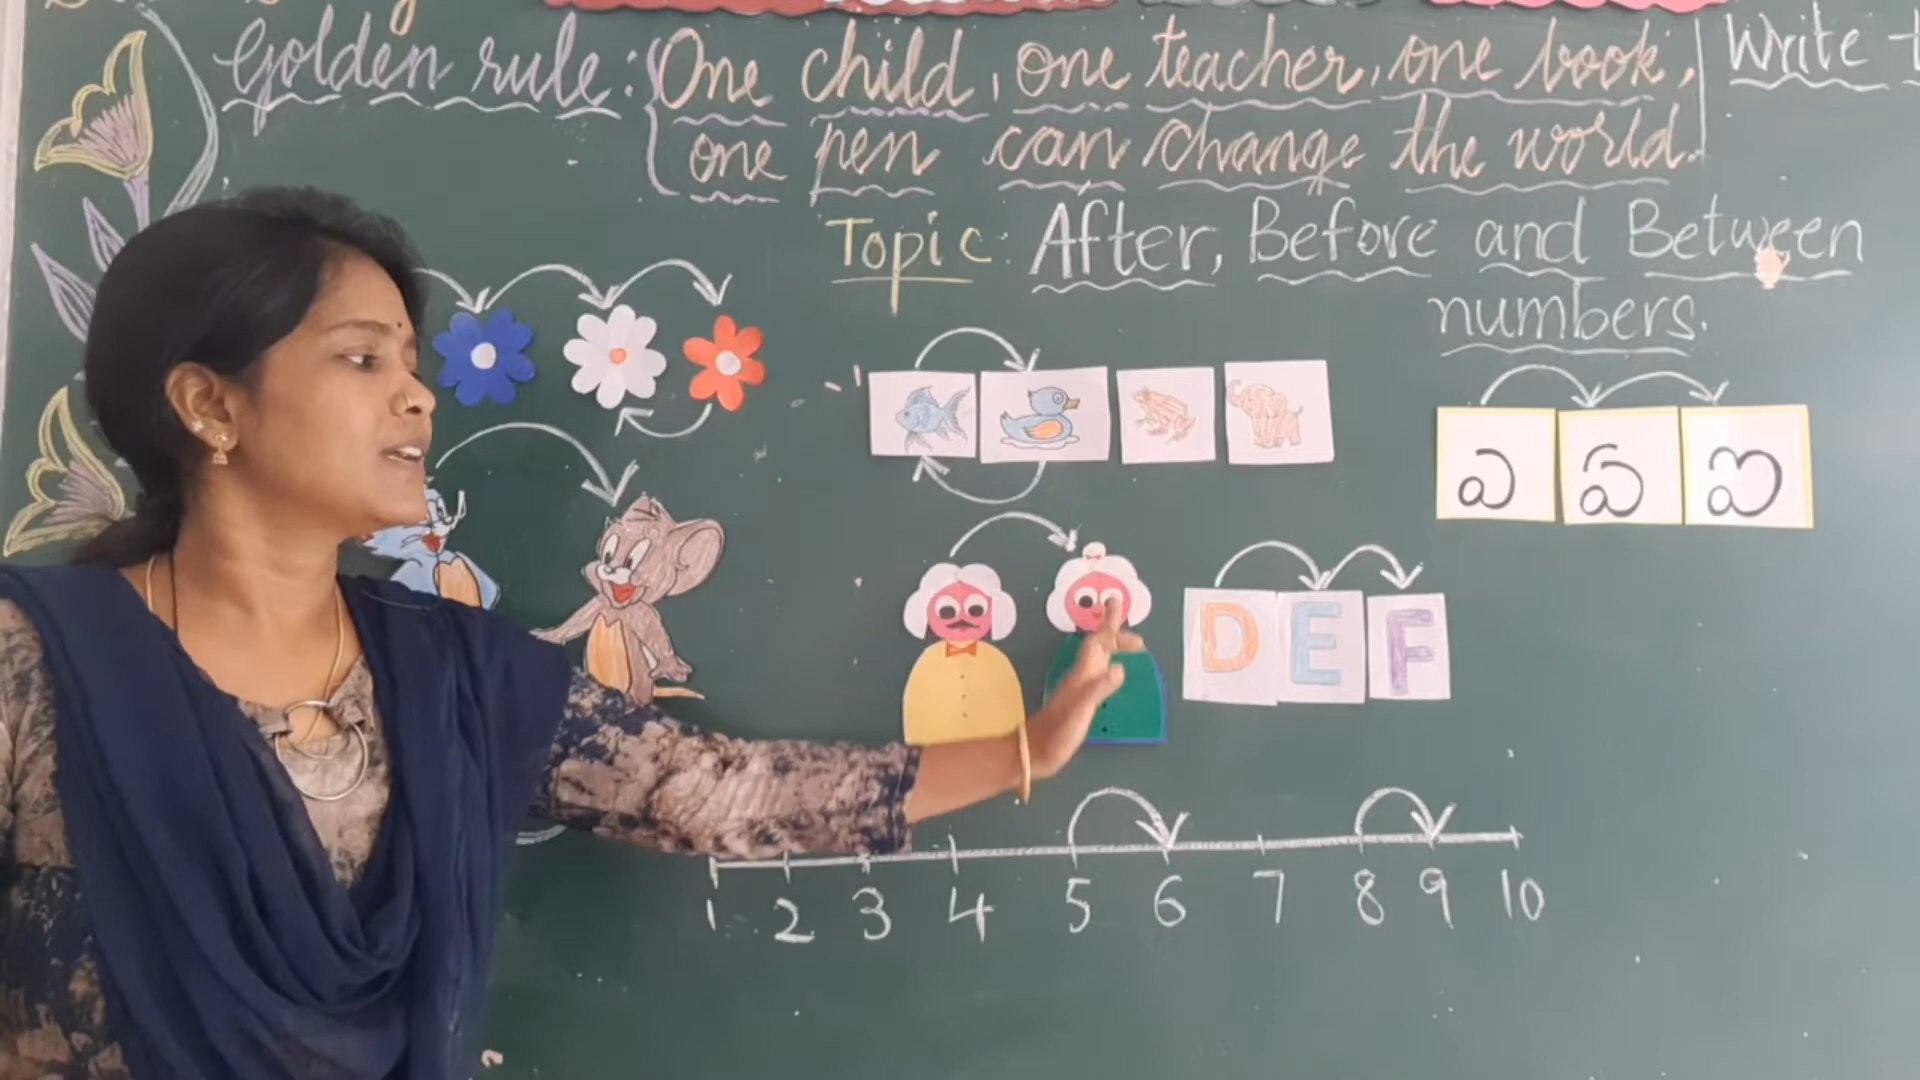 Golden rule: { One child, one teacher, one book,
one pen can change the world.
Write
Topic: After, Before and Between
numbers.
ఎ ఏ ఐ
D E F
1 2 3 4 5 6 7 8 9 10